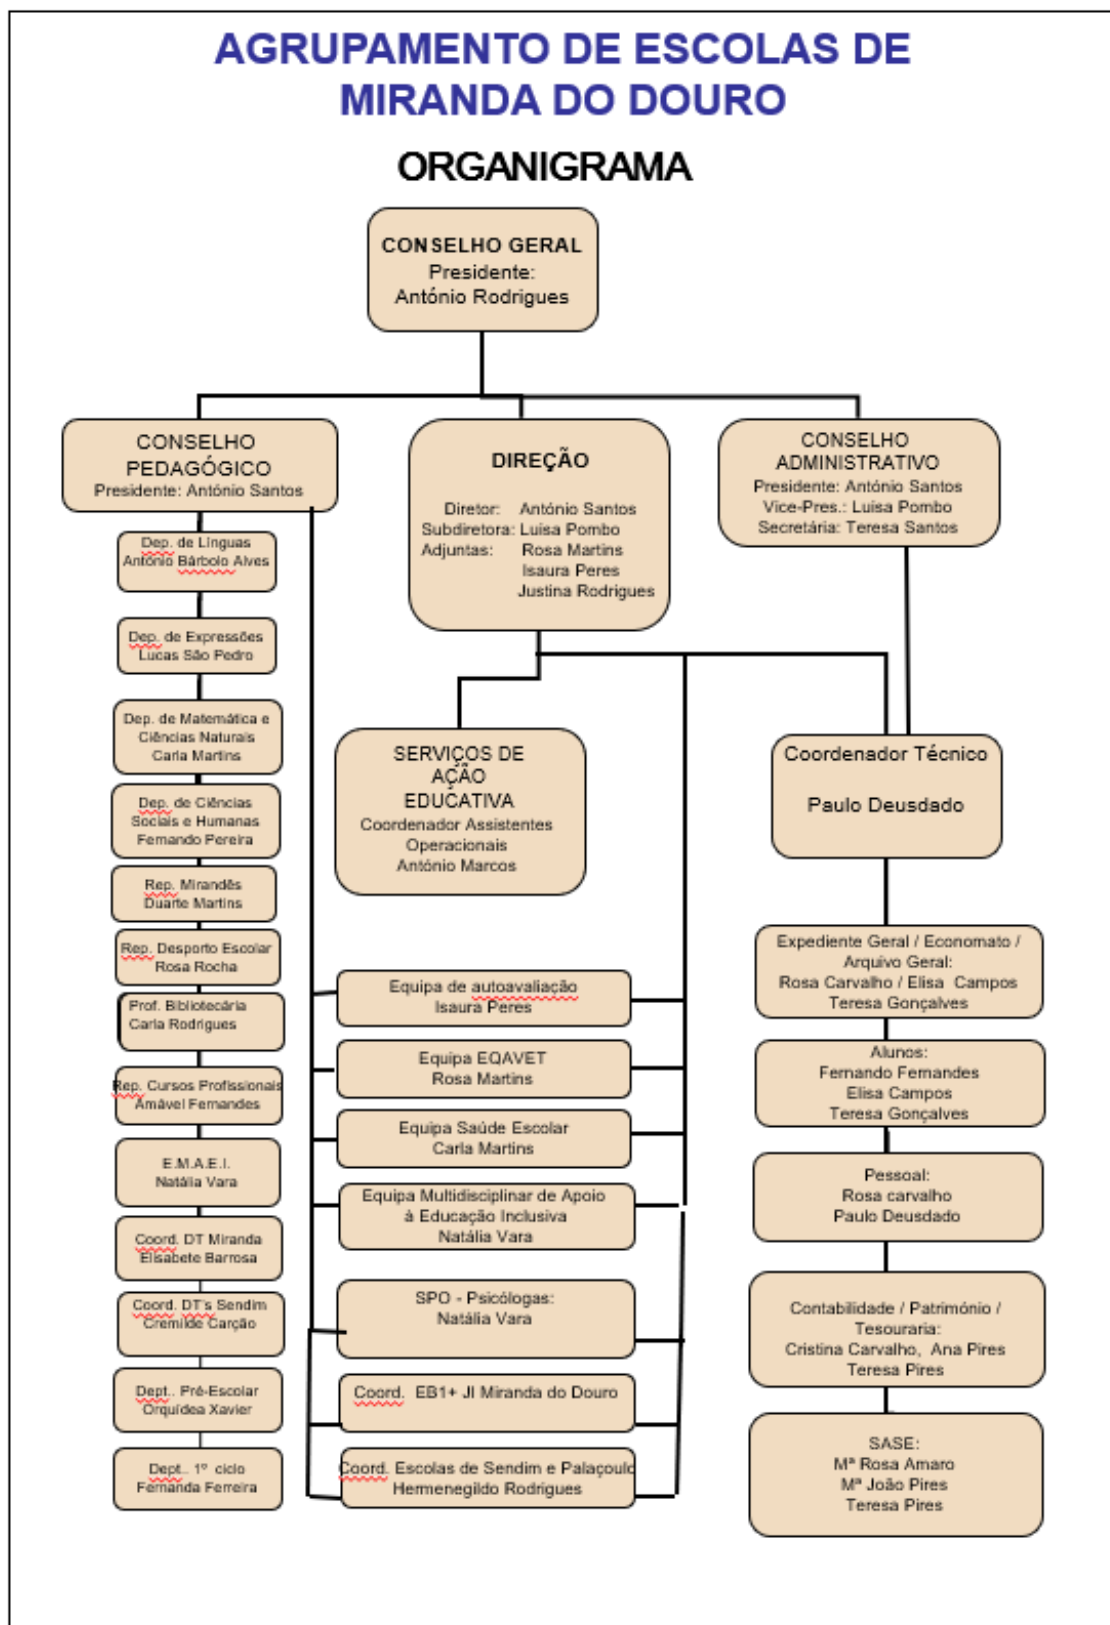 AGRUPAMENTO DE ESCOLAS DE
MIRANDA DO DOURO
ORGANIGRAMA
CONSELHO GERAL
Presidente:
António Rodrigues
CONSELHO
PEDAGÓGICO
Presidente: António Santos
DIREÇÃO
Diretor: António Santos
Subdiretora: Luisa Pombo
Adjuntas: Rosa Martins
Isaura Peres
Justina Rodrigues
CONSELHO
ADMINISTRATIVO
Presidente: António Santos
Vice-Pres.: Luisa Pombo
Secretária: Teresa Santos
Dep. de Línguas
António Bárbolo Alves
Dep. de Expressões
Lucas São Pedro
Dep. de Matemática e
Ciências Naturais
Carla Martins
Dep. de Ciências
Sociais e Humanas
Fernando Pereira
Rep. Mirandês
Duarte Martins
Rep. Desporto Escolar
Rosa Rocha
Prof. Bibliotecária
Carla Rodrigues
Rep. Cursos Profissionais
Amável Fernandes
E.M.A.E.I.
Natália Vara
Coord. DT Miranda
Elisabete Barrosa
Coord. DT's Sendim
Cremilde Carção
Dept.. Pré-Escolar
Orquídea Xavier
Dept.. 1º ciclo
Fernanda Ferreira
SERVIÇOS DE
AÇÃO
EDUCATIVA
Coordenador Assistentes
Operacionais
António Marcos
Equipa de autoavaliação
Isaura Peres
Equipa EQAVET
Rosa Martins
Equipa Saúde Escolar
Carla Martins
Equipa Multidisciplinar de Apoio
à Educação Inclusiva
Natália Vara
SPO - Psicólogas:
Natália Vara
Coord. EB1+ JI Miranda do Douro
Coord. Escolas de Sendim e Palaçoulo
Hermenegildo Rodrigues
Coordenador Técnico
Paulo Deusdado
Expediente Geral / Economato /
Arquivo Geral:
Rosa Carvalho / Elisa Campos
Teresa Gonçalves
Alunos:
Fernando Fernandes
Elisa Campos
Teresa Gonçalves
Pessoal:
Rosa carvalho
Paulo Deusdado
Contabilidade / Património /
Tesouraria:
Cristina Carvalho, Ana Pires
Teresa Pires
SASE:
Mª Rosa Amaro
Mª João Pires
Teresa Pires